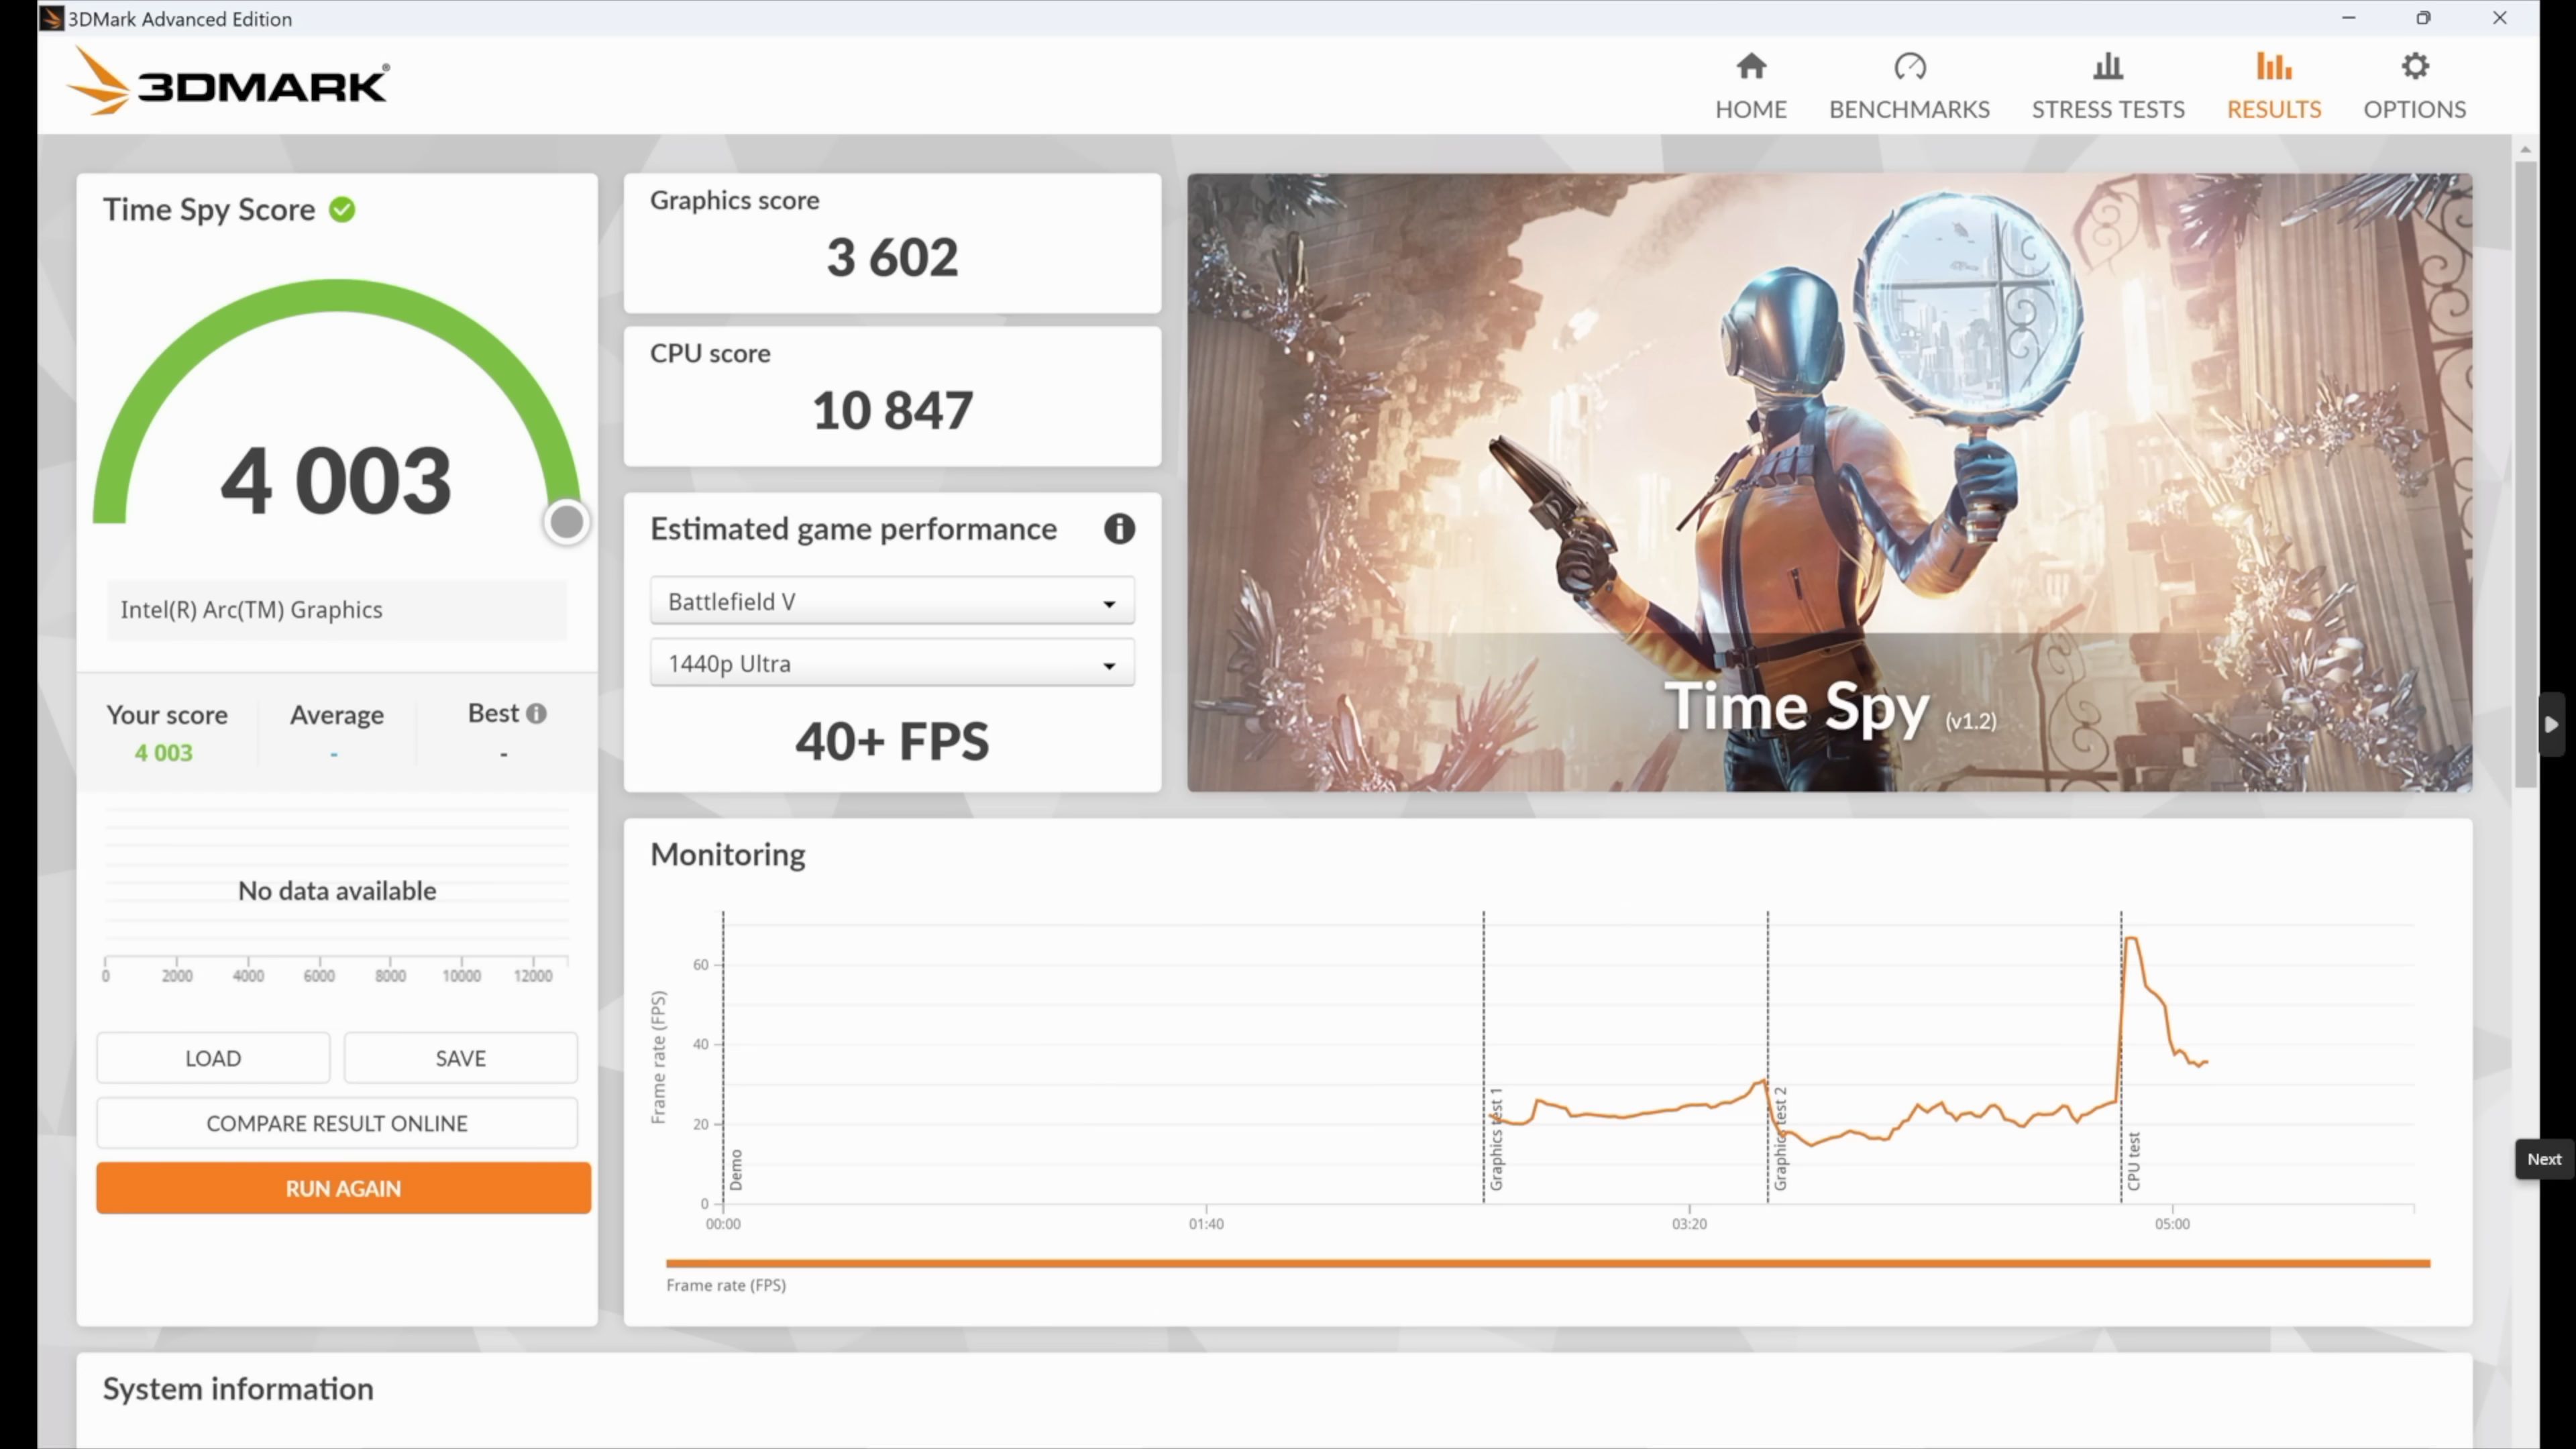 3DMark Advanced Edition
3DMARK®
HOME
BENCHMARKS
STRESS TESTS
RESULTS
OPTIONS
Time Spy Score
4 003
Intel(R) Arc(TM) Graphics
Your score
4 003
Average
-
Best
-
No data available
0 2000 4000 6000 8000 10000 12000
LOAD
SAVE
COMPARE RESULT ONLINE
RUN AGAIN
Graphics score
3 602
CPU score
10 847
Estimated game performance
Battlefield V
1440p Ultra
40+ FPS
Time Spy (v1.2)
Monitoring
Frame rate (FPS)
60
40
20
0
Demo
Graphics test 1
Graphics test 2
CPU test
00:00 01:40 03:20 05:00
Frame rate (FPS)
Next
System information